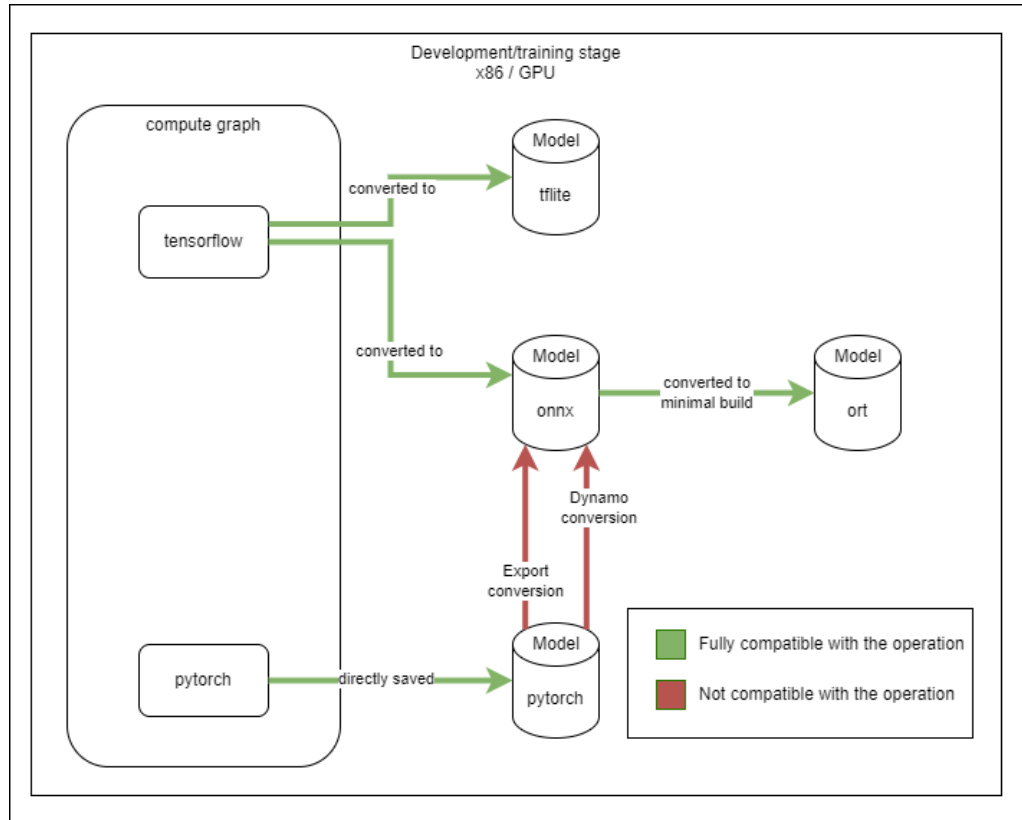 Development/training stage
x86 / GPU
compute graph
Model
tflite
converted to
tensorflow
converted to
Model
onnx
converted to
minimal build
Model
ort
Dynamo
conversion
Export
conversion
Model
pytorch
directly saved
pytorch
Fully compatible with the operation
Not compatible with the operation